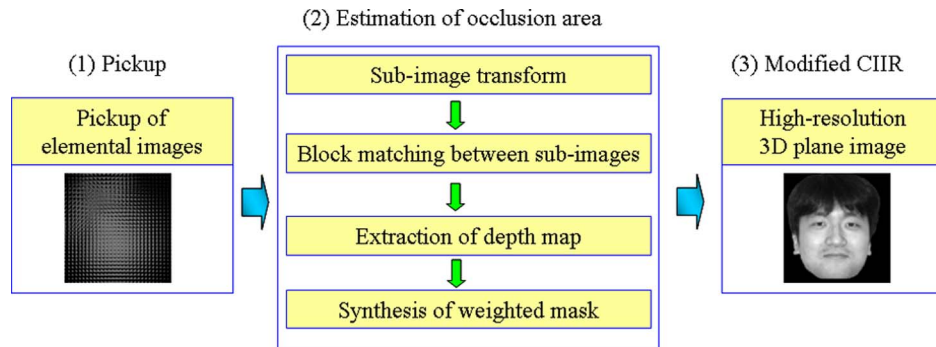 (2) Estimation of occlusion area
(1) Pickup
Pickup of
elemental images
Sub-image transform
Block matching between sub-images
Extraction of depth map
Synthesis of weighted mask
(3) Modified CIIR
High-resolution
3D plane image